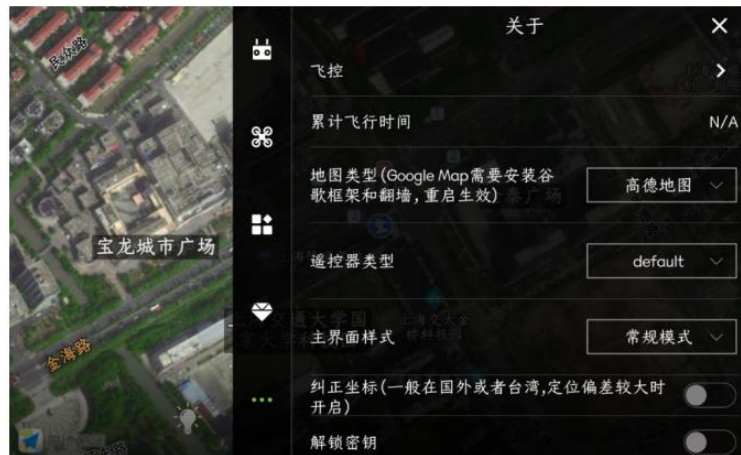 关于
民众路
飞控
累计飞行时间
N/A
地图类型(Google Map需要安装谷
歌框架和翻墙,重启生效)
高德地图
宝龙城市广场
遥控器类型
default
主界面样式
常规模式
金海路
纠正坐标(一般在国外或者台湾,定位偏差较大时
开启)
解锁密钥